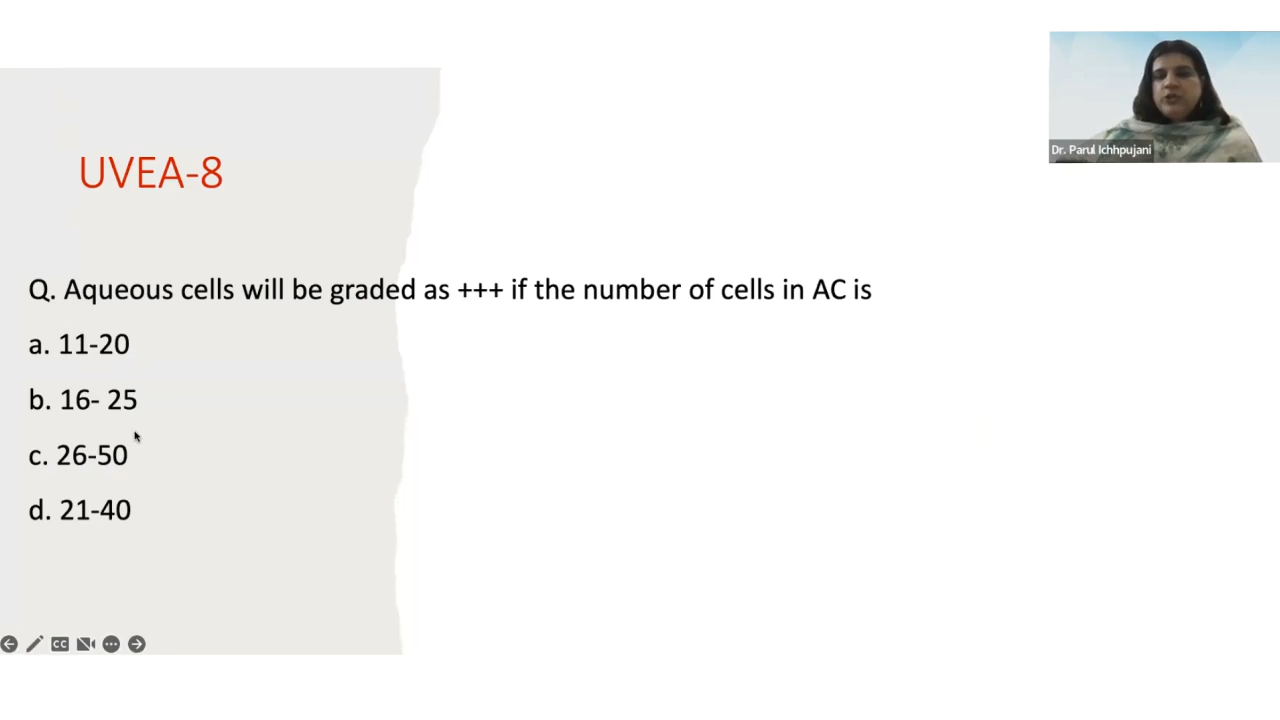 Dr. Parul Ichhpujani
UVEA-8
Q. Aqueous cells will be graded as +++ if the number of cells in AC is
a. 11-20
b. 16- 25
c. 26-50
d. 21-40
CC